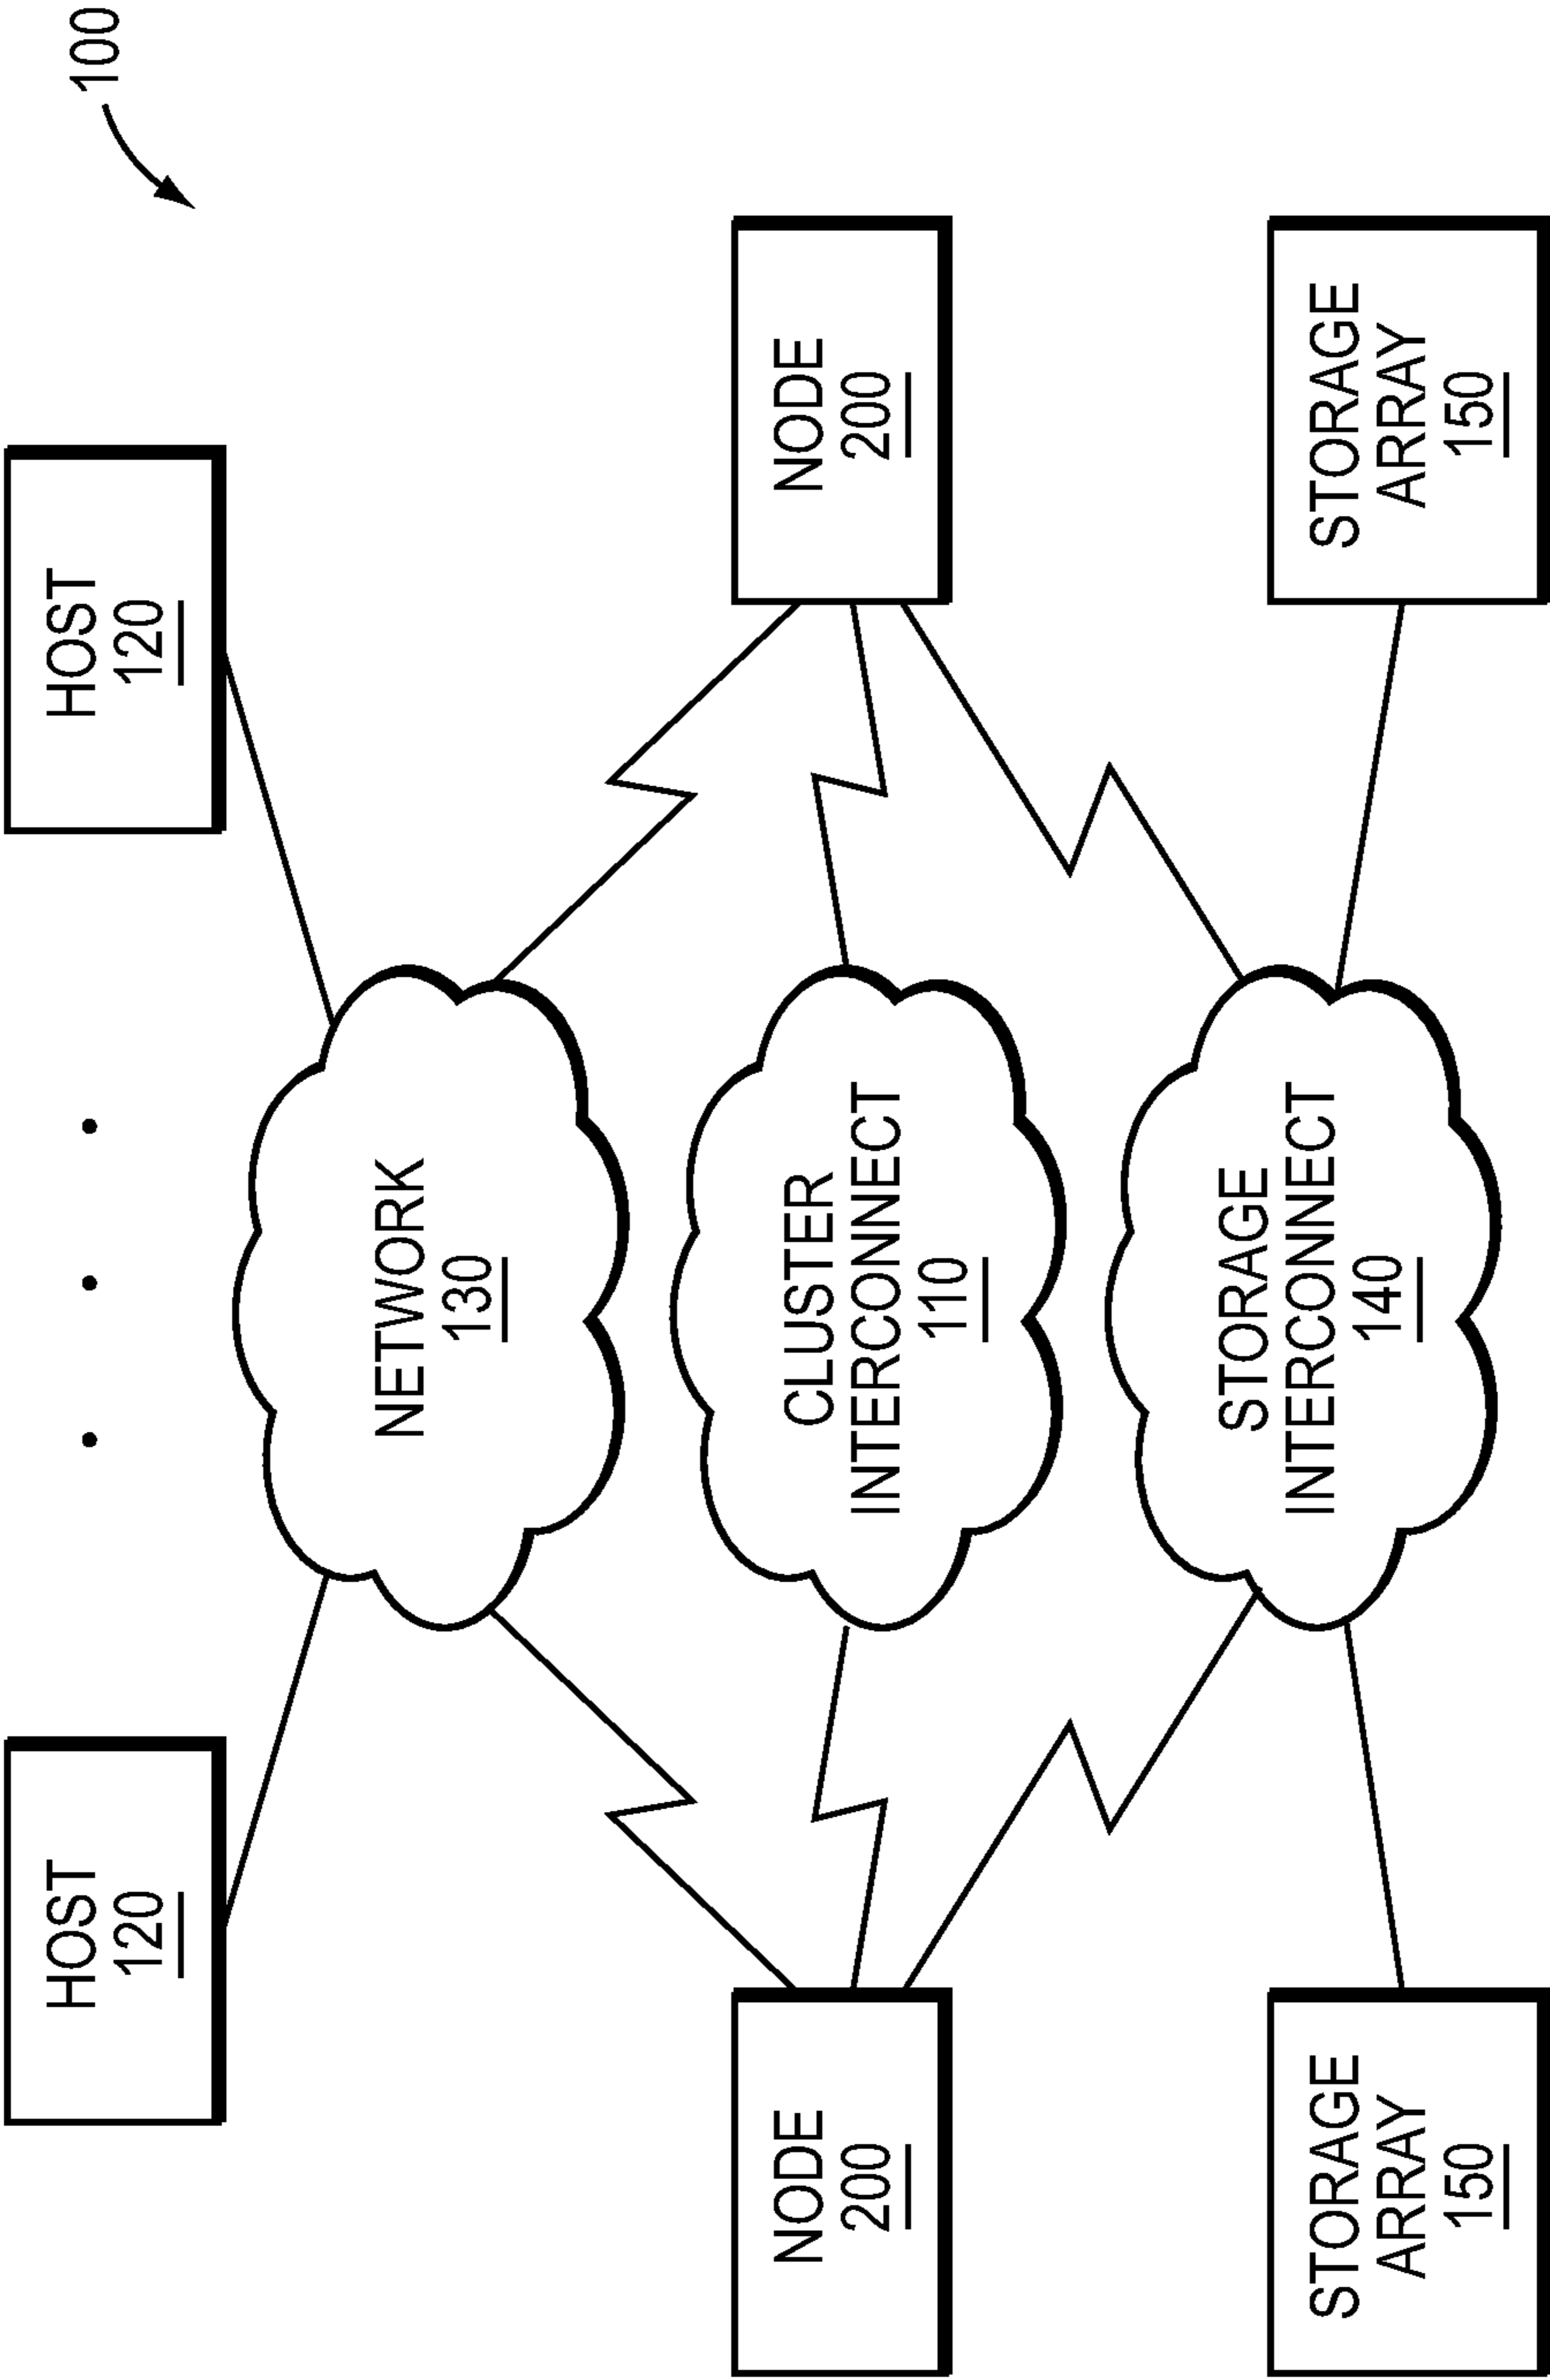 100
HOST
120
HOST
120
NETWORK
130
NODE
200
CLUSTER
INTERCONNECT
110
NODE
200
STORAGE
INTERCONNECT
140
STORAGE
ARRAY
150
STORAGE
ARRAY
150